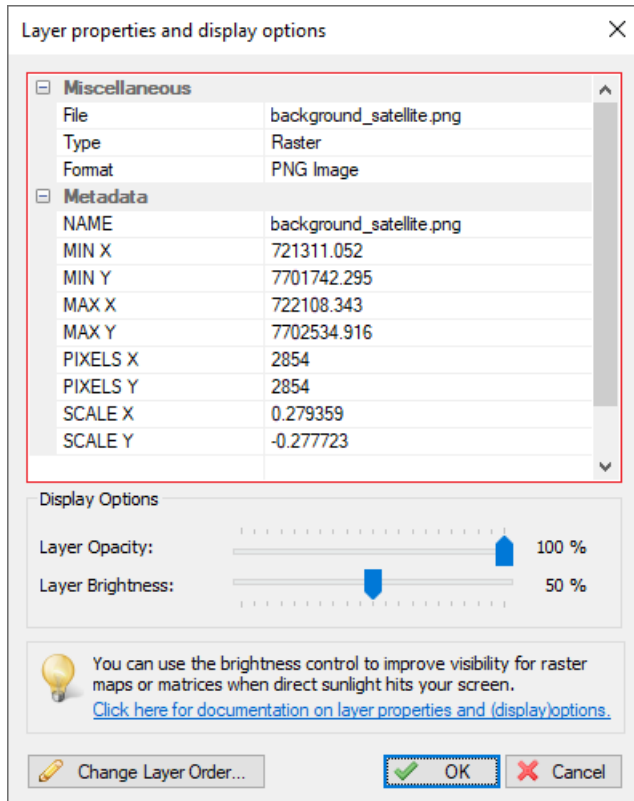 Layer properties and display options
Miscellaneous
File background_satellite.png
Type Raster
Format PNG Image
Metadata
NAME background_satellite.png
MIN X 721311.052
MIN Y 7701742.295
MAX X 722108.343
MAX Y 7702534.916
PIXELS X 2854
PIXELS Y 2854
SCALE X 0.279359
SCALE Y -0.277723
Display Options
Layer Opacity: 100 %
Layer Brightness: 50 %
You can use the brightness control to improve visibility for raster
maps or matrices when direct sunlight hits your screen.
Click here for documentation on layer properties and (display)options.
Change Layer Order... OK Cancel